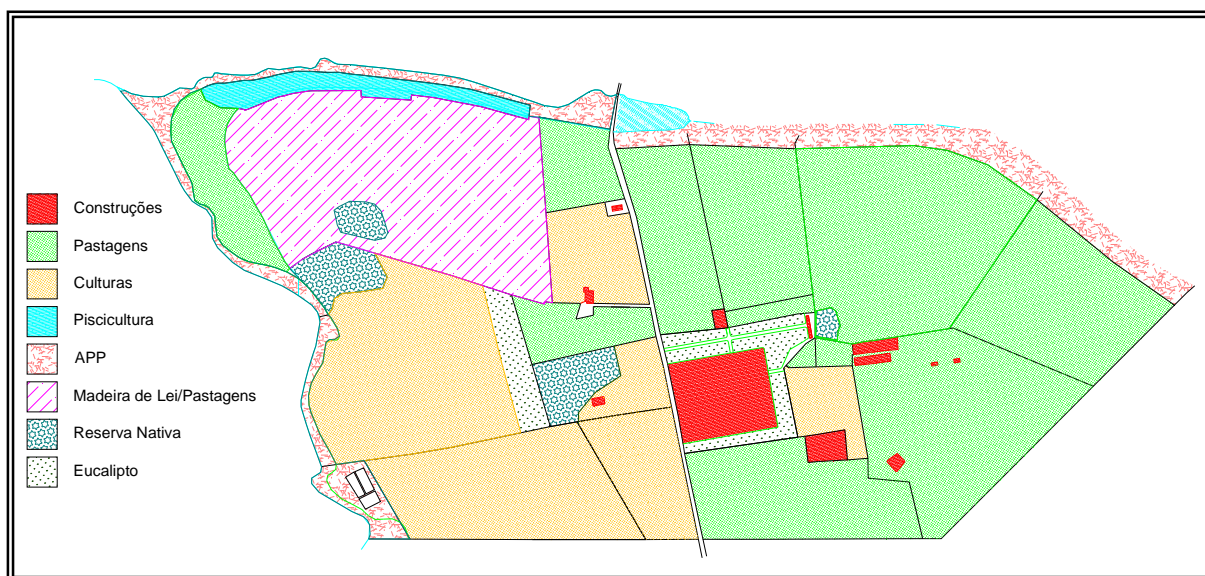 Construções
Pastagens
Culturas
Piscicultura
APP
Madeira de Lei/Pastagens
Reserva Nativa
Eucalipto